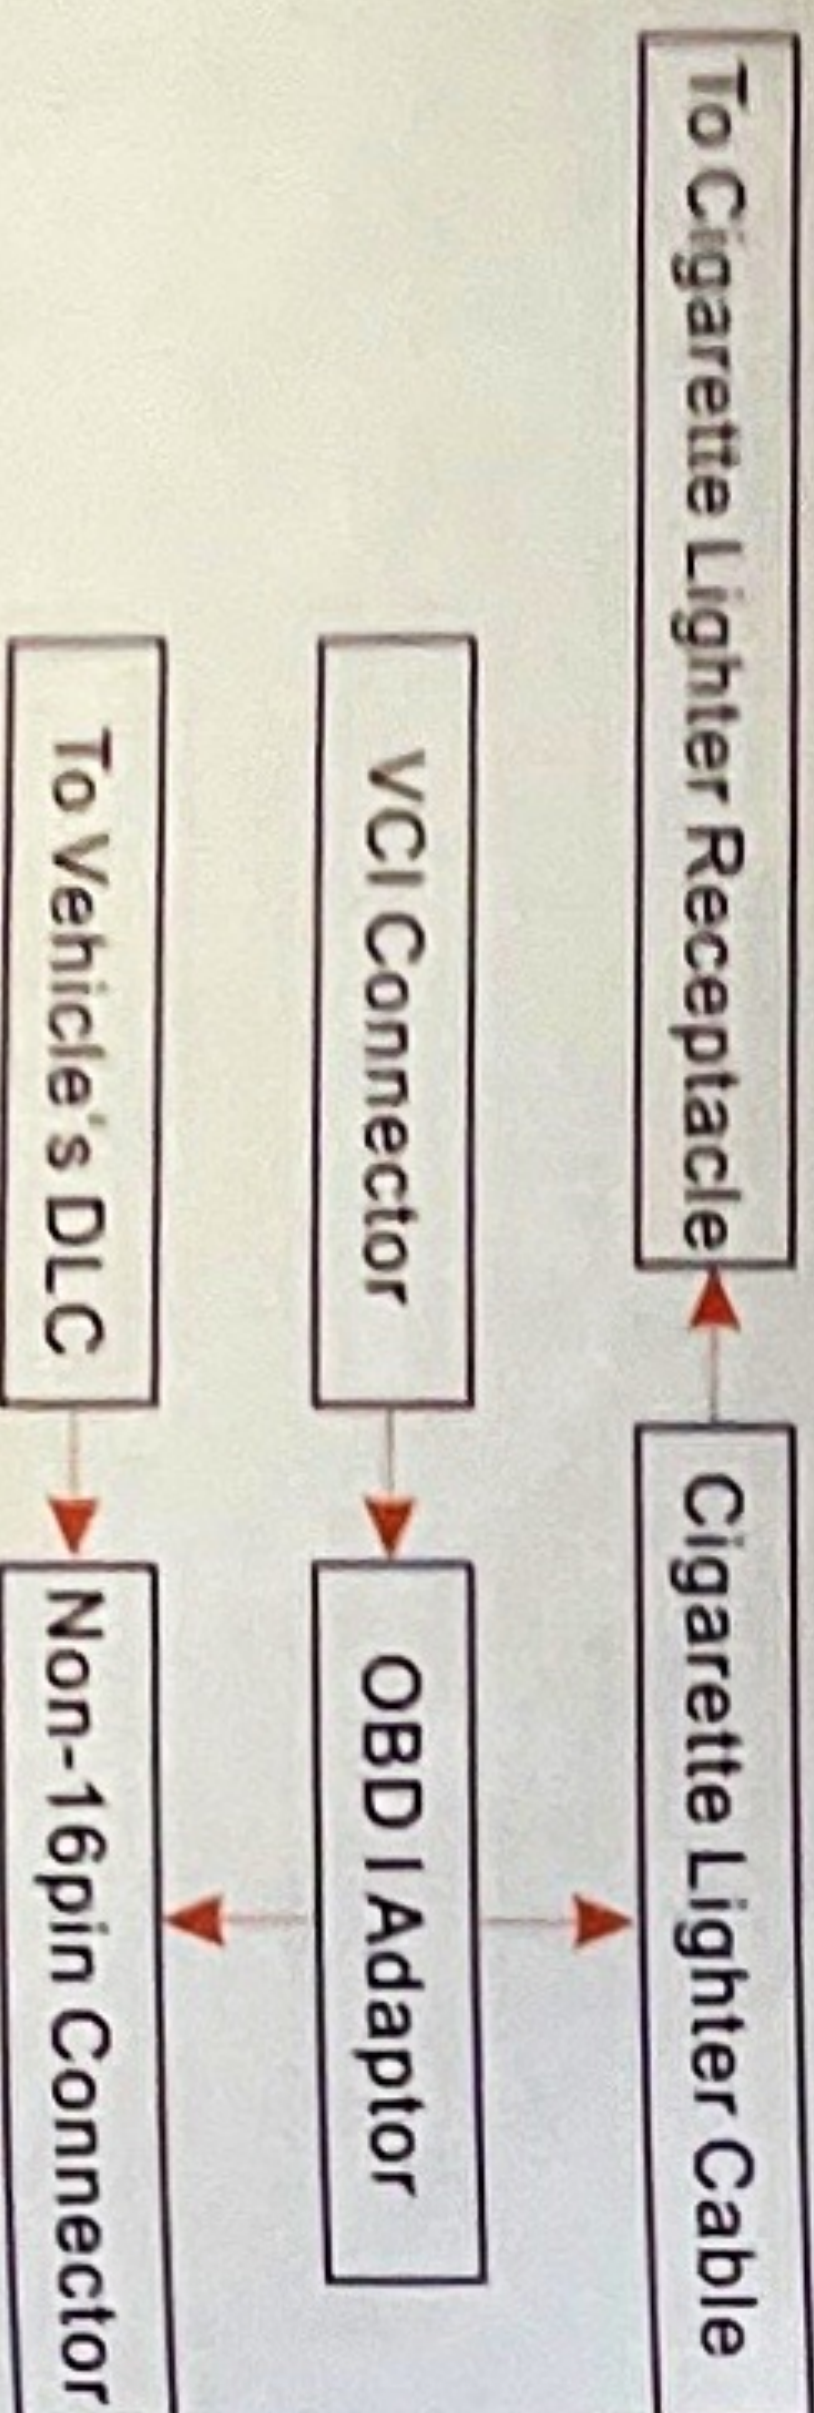 To Cigarette Lighter Receptacle
Cigarette Lighter Cable
VCI Connector
OBD I Adaptor
To Vehicle's DLC
Non-16pin Connector